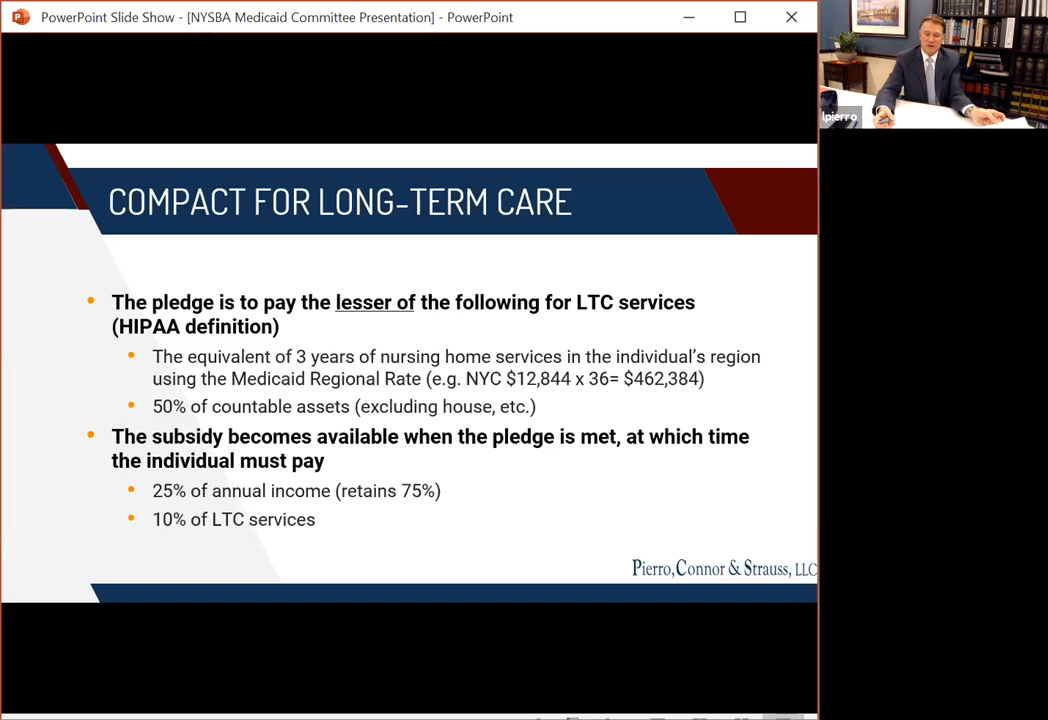 PowerPoint Slide Show - [NYSBA Medicaid Committee Presentation] - PowerPoint
lpierro
COMPACT FOR LONG-TERM CARE
The pledge is to pay the lesser of the following for LTC services
(HIPAA definition)
The equivalent of 3 years of nursing home services in the individual's region
using the Medicaid Regional Rate (e.g. NYC $12,844 x 36= $462,384)
50% of countable assets (excluding house, etc.)
The subsidy becomes available when the pledge is met, at which time
the individual must pay
25% of annual income (retains 75%)
10% of LTC services
Pierro, Connor & Strauss, LLC